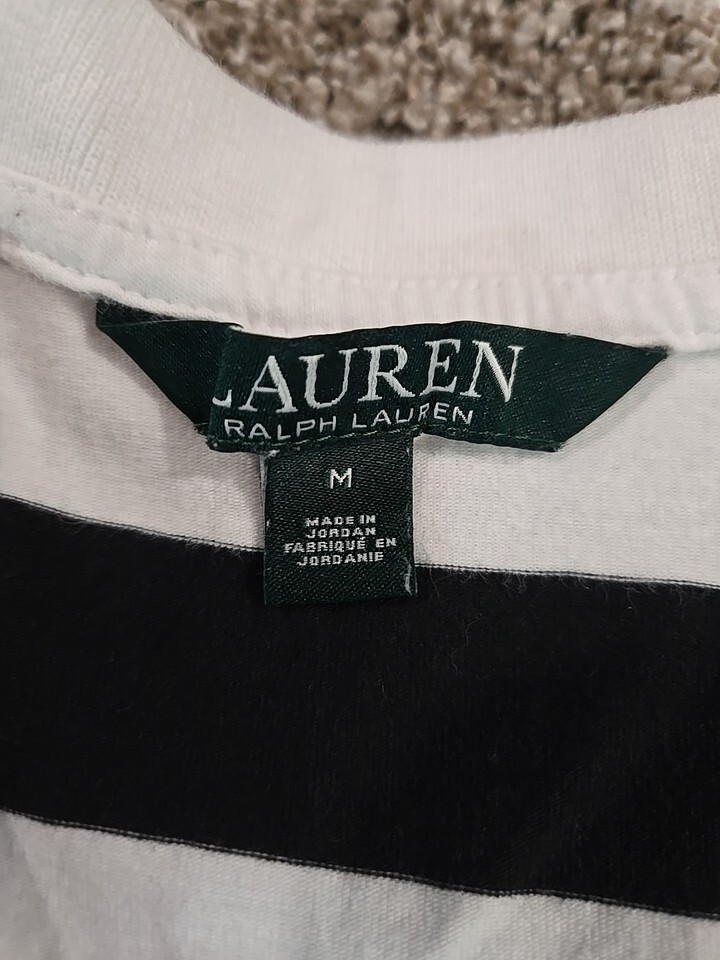 LAUREN
RALPH LAUREN
M
MADE IN
JORDAN
FABRIQUÉ EN
JORDANIE